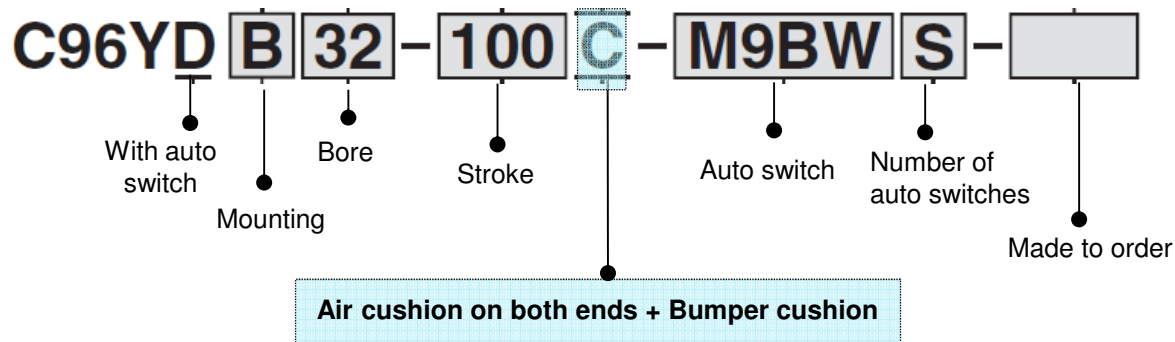 C96YD B 32 – 100 C – M9BW S –
With auto
switch
Mounting
Bore
Stroke
Auto switch
Number of
auto switches
Made to order
Air cushion on both ends + Bumper cushion